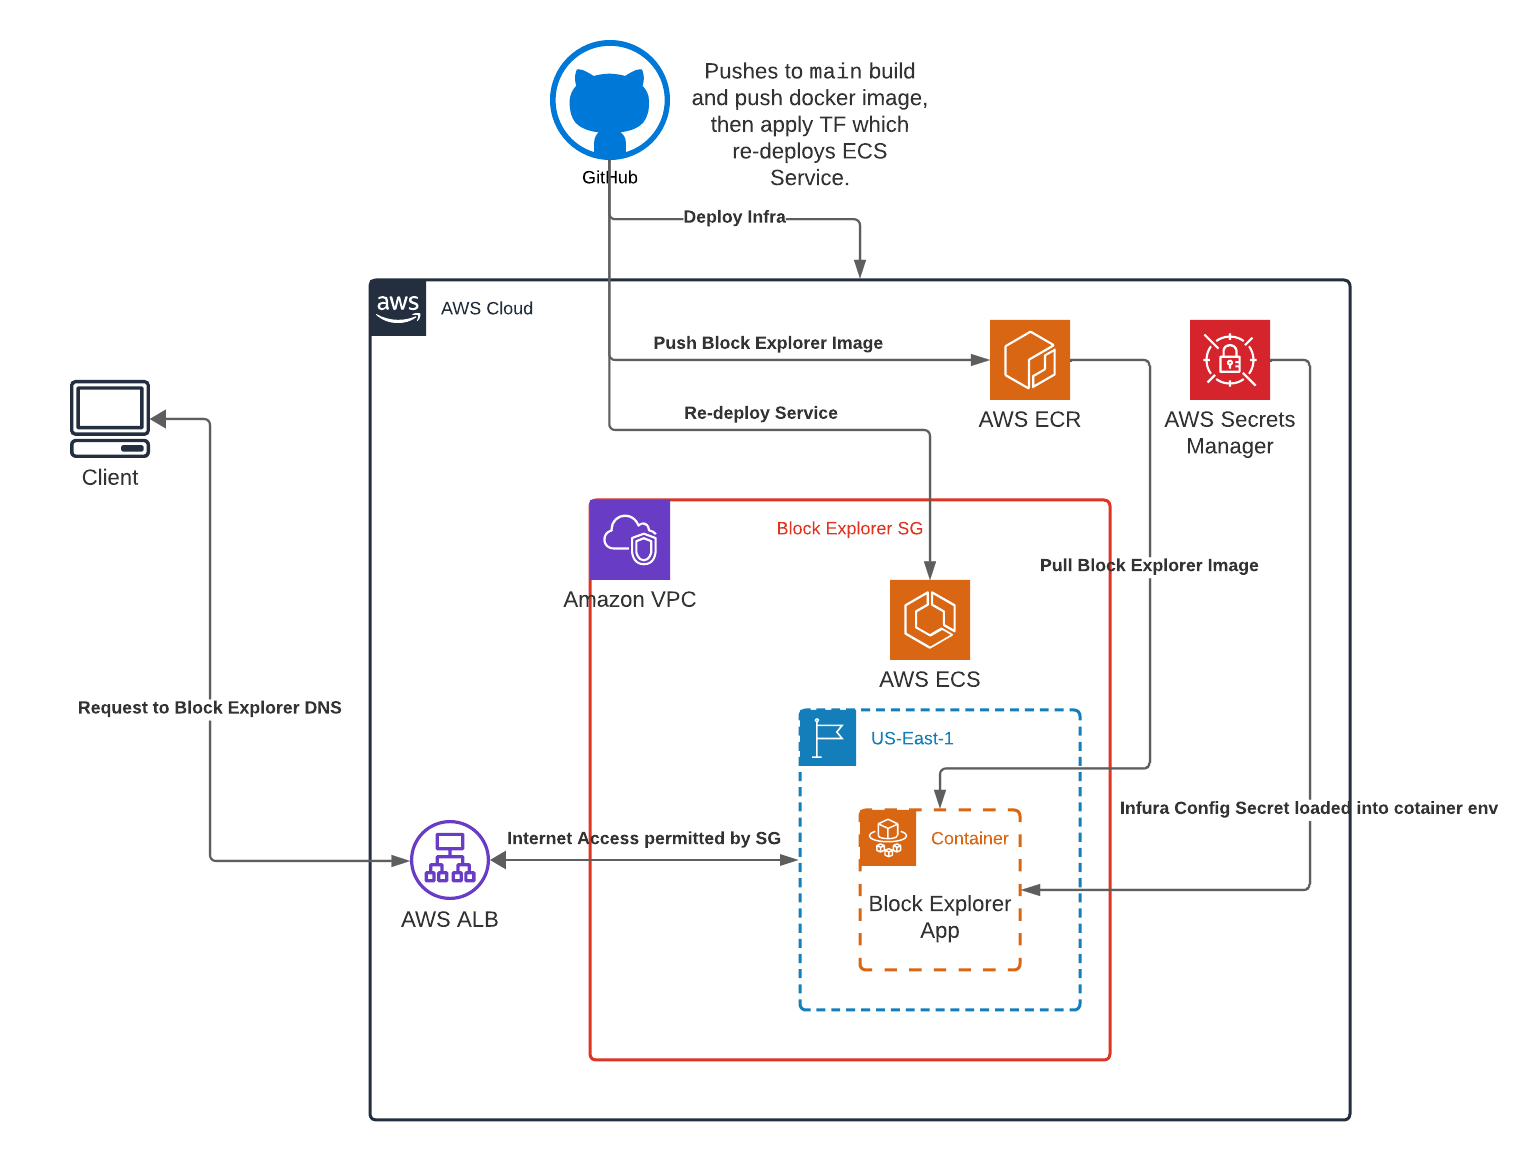 Pushes to main build
and push docker image,
then apply TF which
re-deploys ECS
Service.
GitHub
Deploy Infra
aws
AWS Cloud
Push Block Explorer Image
AWS ECR
AWS Secrets
Manager
Re-deploy Service
Client
Block Explorer SG
Amazon VPC
Pull Block Explorer Image
AWS ECS
Request to Block Explorer DNS
US-East-1
Infura Config Secret loaded into cotainer env
Internet Access permitted by SG
Container
Block Explorer
App
AWS ALB